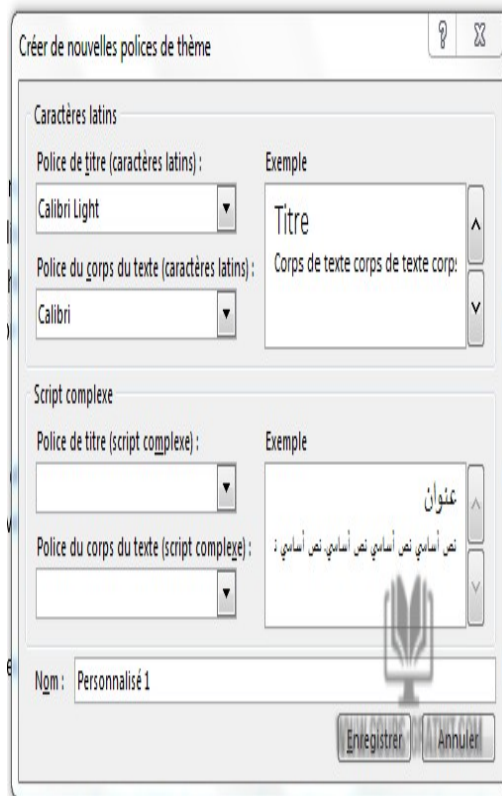 Créer de nouvelles polices de thème
Caractères latins
Police de titre (caractères latins) :
Exemple
Calibri Light
Titre
Corps de texte corps de texte corp:
Police du corps du texte (caractères latins) :
Calibri
Script complexe
Police de titre (script complexe) :
Exemple
عنوان
نص أساسي نص أساسي نص أساسي. نص أساسي ن
Police du corps du texte (script complexe) :
Nom : Personnalisé 1
Enregistrer Annuler